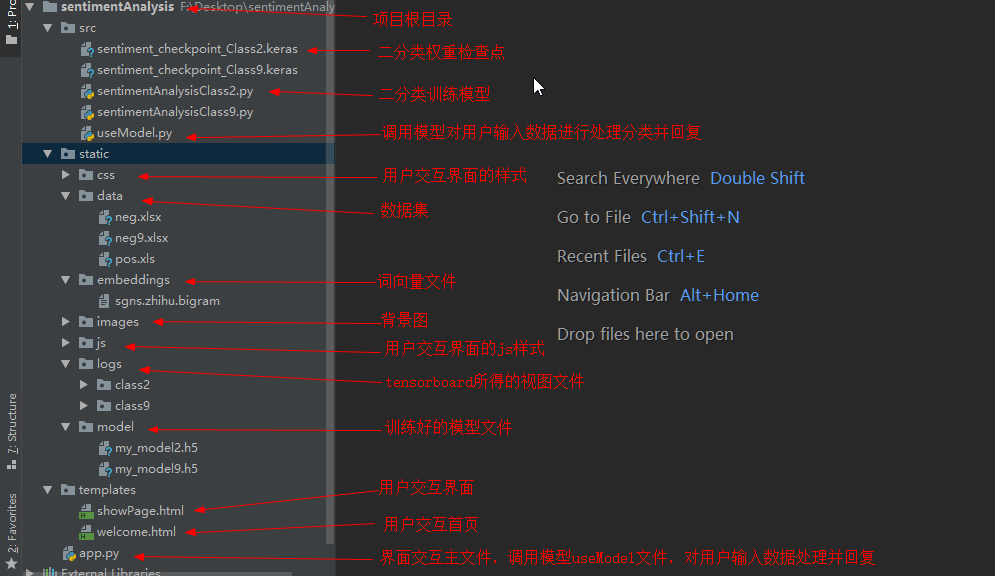 1: Pro
sentimentAnalysis F:\Desktop\sentimentAnaly
项目根目录
src
sentiment_checkpoint_Class2.keras
二分类权重检查点
sentiment_checkpoint_Class9.keras
sentimentAnalysisClass2.py
二分类训练模型
sentimentAnalysisClass9.py
useModel.py
调用模型对用户输入数据进行处理分类并回复
static
css
用户交互界面的样式
data
数据集
neg.xlsx
neg9.xlsx
pos.xls
embeddings
词向量文件
sgns.zhihu.bigram
images
背景图
js
用户交互界面的js样式
logs
tensorboard所得的视图文件
class2
class9
model
训练好的模型文件
my_model2.h5
my_model9.h5
templates
用户交互界面
showPage.html
welcome.html
用户交互首页
app.py
界面交互主文件，调用模型useModel文件，对用户输入数据处理并回复
External Libraries
Search Everywhere Double Shift
Go to File Ctrl+Shift+N
Recent Files Ctrl+E
Navigation Bar Alt+Home
Drop files here to open
7: Structure
2: Favorites